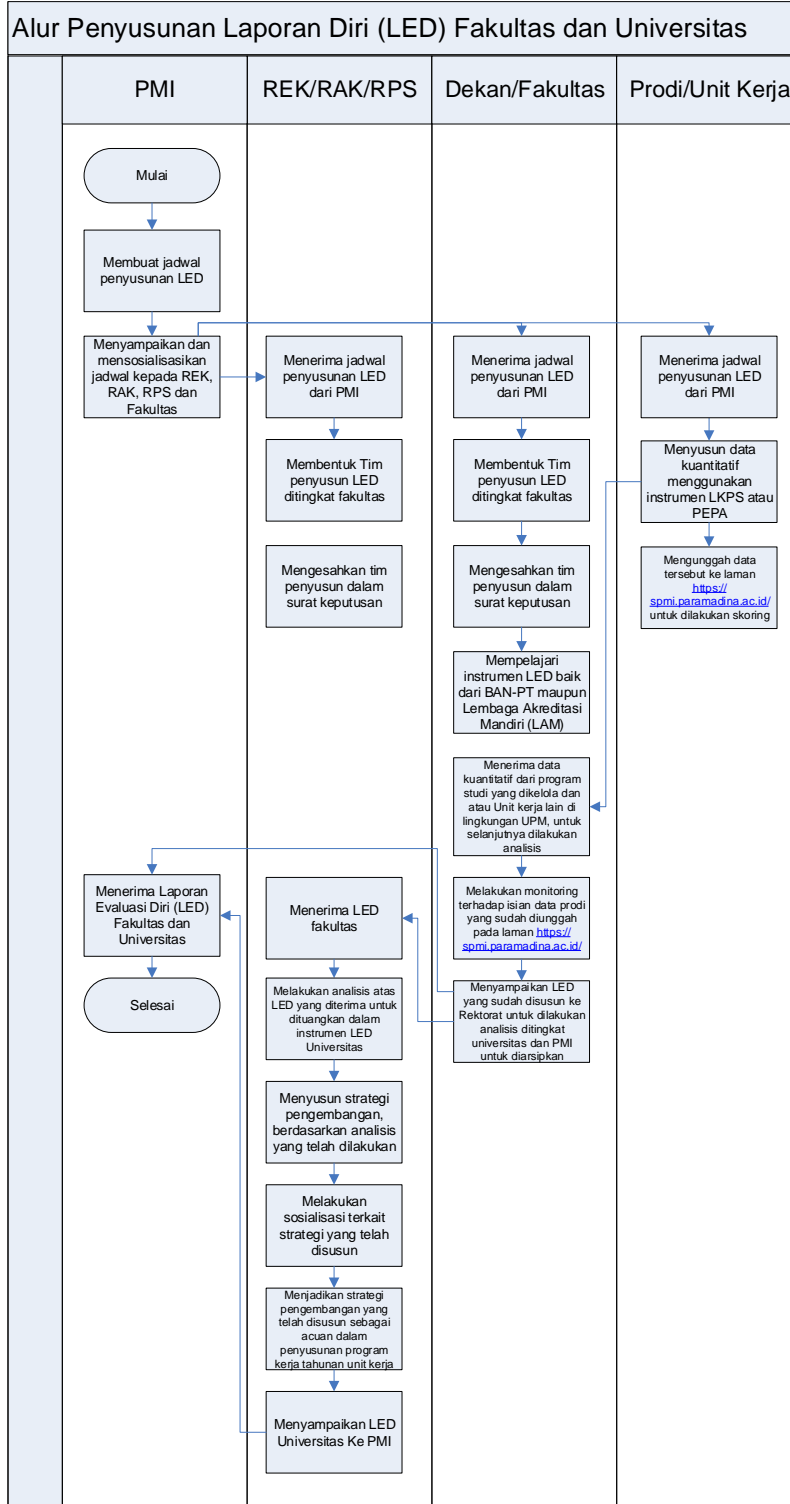 Alur Penyusunan Laporan Diri (LED) Fakultas dan Universitas
PMI
REK/RAK/RPS
Dekan/Fakultas
Prodi/Unit Kerja
Mulai
Membuat jadwal
penyusunan LED
Menyampaikan dan
mensosialisasikan
jadwal kepada REK,
RAK, RPS dan
Fakultas
Menerima jadwal
penyusunan LED
dari PMI
Menerima jadwal
penyusunan LED
dari PMI
Menerima jadwal
penyusunan LED
dari PMI
Membentuk Tim
penyusun LED
ditingkat fakultas
Membentuk Tim
penyusun LED
ditingkat fakultas
Menyusun data
kuantitatif
menggunakan
instrumen LKPS atau
PEPA
Mengesahkan tim
penyusun dalam
surat keputusan
Mengesahkan tim
penyusun dalam
surat keputusan
Mengunggah data
tersebut ke laman
https://
spmi.paramadina.ac.id/
untuk dilakukan skoring
Mempelajari
instrumen LED baik
dari BAN-PT maupun
Lembaga Akreditasi
Mandiri (LAM)
Menerima data
kuantitatif dari program
studi yang dikelola dan
atau Unit kerja lain di
lingkungan UPM, untuk
selanjutnya dilakukan
analisis
Menerima Laporan
Evaluasi Diri (LED)
Fakultas dan
Universitas
Menerima LED
fakultas
Melakukan monitoring
terhadap isian data prodi
yang sudah diunggah
pada laman https://
spmi.paramadina.ac.id/
Selesai
Melakukan analisis atas
LED yang diterima untuk
dituangkan dalam
instrumen LED
Universitas
Menyampaikan LED
yang sudah disusun ke
Rektorat untuk dilakukan
analisis ditingkat
universitas dan PMI
untuk diarsipkan
Menyusun strategi
pengembangan,
berdasarkan analisis
yang telah dilakukan
Melakukan
sosialisasi terkait
strategi yang telah
disusun
Menjadikan strategi
pengembangan yang
telah disusun sebagai
acuan dalam
penyusunan program
kerja tahunan unit kerja
Menyampaikan LED
Universitas Ke PMI